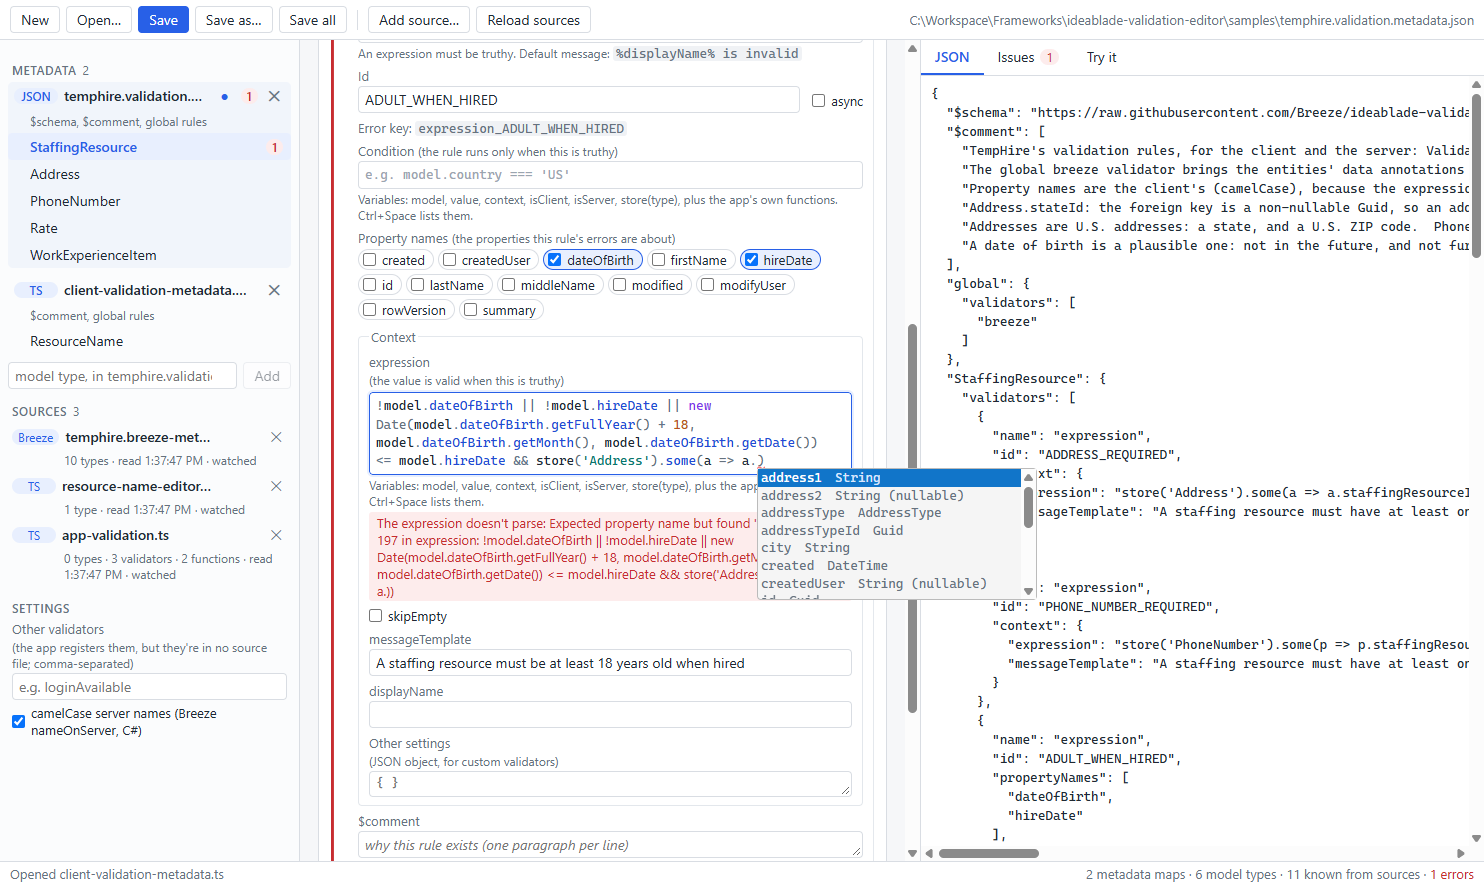 New Open... Save Save as... Save all Add source... Reload sources C:\Workspace\Frameworks\ideablade-validation-editor\samples\temphire.validation.metadata.json
METADATA 2
JSON temphire.validation.... 1
$schema, $comment, global rules
StaffingResource 1
Address
PhoneNumber
Rate
WorkExperienceItem
TS client-validation-metadata....
$comment, global rules
ResourceName
model type, in temphire.validati
Add
SOURCES 3
Breeze temphire.breeze-met...
10 types · read 1:37:47 PM · watched
TS resource-name-editor...
1 type · read 1:37:47 PM · watched
TS app-validation.ts
0 types · 3 validators · 2 functions · read
1:37:47 PM · watched
SETTINGS
Other validators
(the app registers them, but they're in no source
file; comma-separated)
e.g. loginAvailable
camelCase server names (Breeze
nameOnServer, C#)
An expression must be truthy. Default message: %displayName% is invalid
Id
ADULT_WHEN_HIRED
async
Error key: expression_ADULT_WHEN_HIRED
Condition (the rule runs only when this is truthy)
e.g. model.country === 'US'
Variables: model, value, context, isClient, isServer, store(type), plus the app's own functions.
Ctrl+Space lists them.
Property names (the properties this rule's errors are about)
created createdUser dateOfBirth firstName hireDate
id lastName middleName modified modifyUser
rowVersion summary
Context
expression
(the value is valid when this is truthy)
!model.dateOfBirth || !model.hireDate || new
Date(model.dateOfBirth.getFullYear() + 18,
model.dateOfBirth.getMonth(), model.dateOfBirth.getDate())
<= model.hireDate && store('Address').some(a => a.)
Variables: model, value, context, isClient, isServer, store(type), plus the app
Ctrl+Space lists them.
address1 String
address2 String (nullable)
addressType AddressType
addressTypeId Guid
city String
created DateTime
createdUser String (nullable)
id Guid
The expression doesn't parse: Expected property name but found '
197 in expression: !model.dateOfBirth || !model.hireDate || new
Date(model.dateOfBirth.getFullYear() + 18, model.dateOfBirth.getM
model.dateOfBirth.getDate()) <= model.hireDate && store('Addres
a.))
skipEmpty
messageTemplate
A staffing resource must be at least 18 years old when hired
displayName
Other settings
(JSON object, for custom validators)
{ }
$comment
why this rule exists (one paragraph per line)
JSON Issues 1 Try it
{
"$schema": "https://raw.githubusercontent.com/Breeze/ideablade-valida
"$comment": [
"TempHire's validation rules, for the client and the server: Valida
"The global breeze validator brings the entities' data annotations
"Property names are the client's (camelCase), because the expressio
"Address.stateId: the foreign key is a non-nullable Guid, so an add
"Addresses are U.S. addresses: a state, and a U.S. ZIP code. Phone
"A date of birth is a plausible one: not in the future, and not fur
],
"global": {
"validators": [
"breeze"
]
},
"StaffingResource": {
"validators": [
{
"name": "expression",
"id": "ADDRESS_REQUIRED",
ext": {
pression": "store('Address').some(a => a.staffingResourceI
ssageTemplate": "A staffing resource must have at least on
: "expression",
"id": "PHONE_NUMBER_REQUIRED",
"context": {
"expression": "store('PhoneNumber').some(p => p.staffingResou
"messageTemplate": "A staffing resource must have at least on
}
},
{
"name": "expression",
"id": "ADULT_WHEN_HIRED",
"propertyNames": [
"dateOfBirth",
"hireDate"
],
Opened client-validation-metadata.ts
2 metadata maps · 6 model types · 11 known from sources · 1 errors